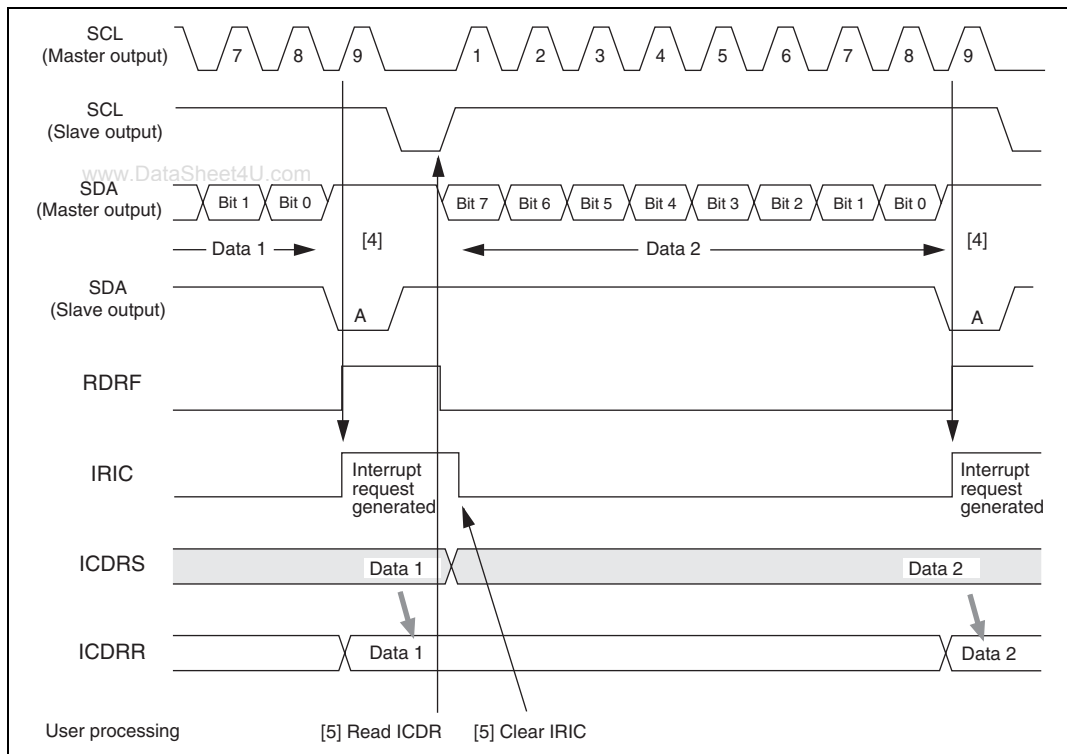 SCL
(Master output)
7 8 9 1 2 3 4 5 6 7 8 9
SCL
(Slave output)
www.DataSheet4U.com
SDA
(Master output)
Bit 1 Bit 0 Bit 7 Bit 6 Bit 5 Bit 4 Bit 3 Bit 2 Bit 1 Bit 0
Data 1 [4] Data 2 [4]
SDA
(Slave output)
A A
RDRF
IRIC
Interrupt
request
generated
Interrupt
request
generated
ICDRS
Data 1 Data 2
ICDRR
Data 1 Data 2
User processing
[5] Read ICDR
[5] Clear IRIC